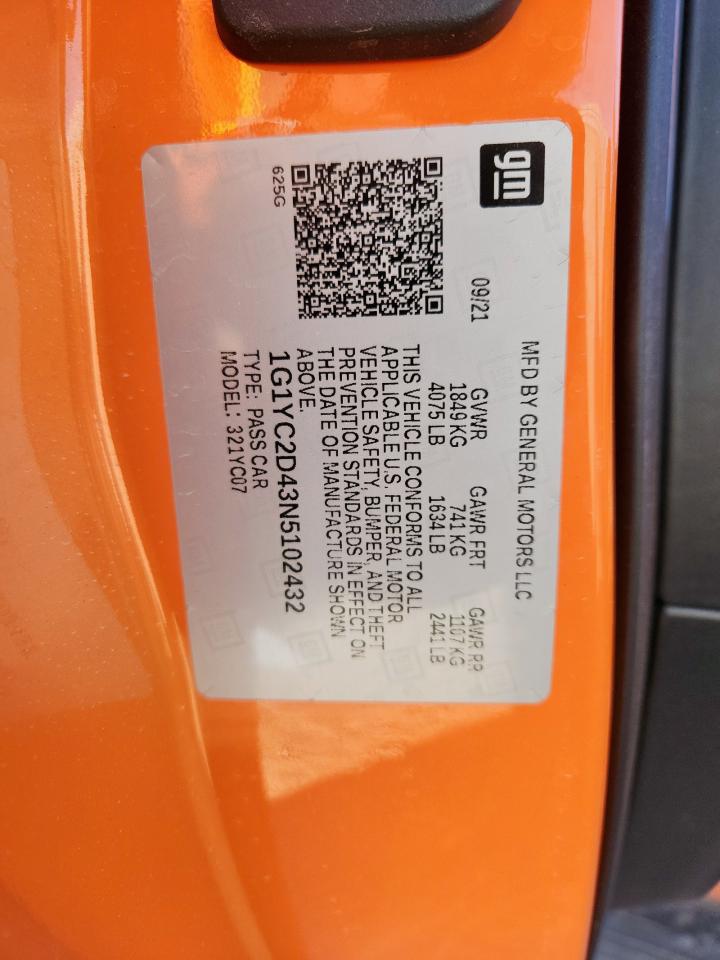 gm
MFD BY GENERAL MOTORS LLC
09/21
GVWR GAWR FRT GAWR RR
1849 KG 741 KG 1107 KG
4075 LB 1634 LB 2441 LB
THIS VEHICLE CONFORMS TO ALL
APPLICABLE U.S. FEDERAL MOTOR
VEHICLE SAFETY, BUMPER, AND THEFT
PREVENTION STANDARDS IN EFFECT ON
THE DATE OF MANUFACTURE SHOWN
ABOVE.
1G1YC2D43N5102432
TYPE: PASS CAR
MODEL: 321YC07
625G